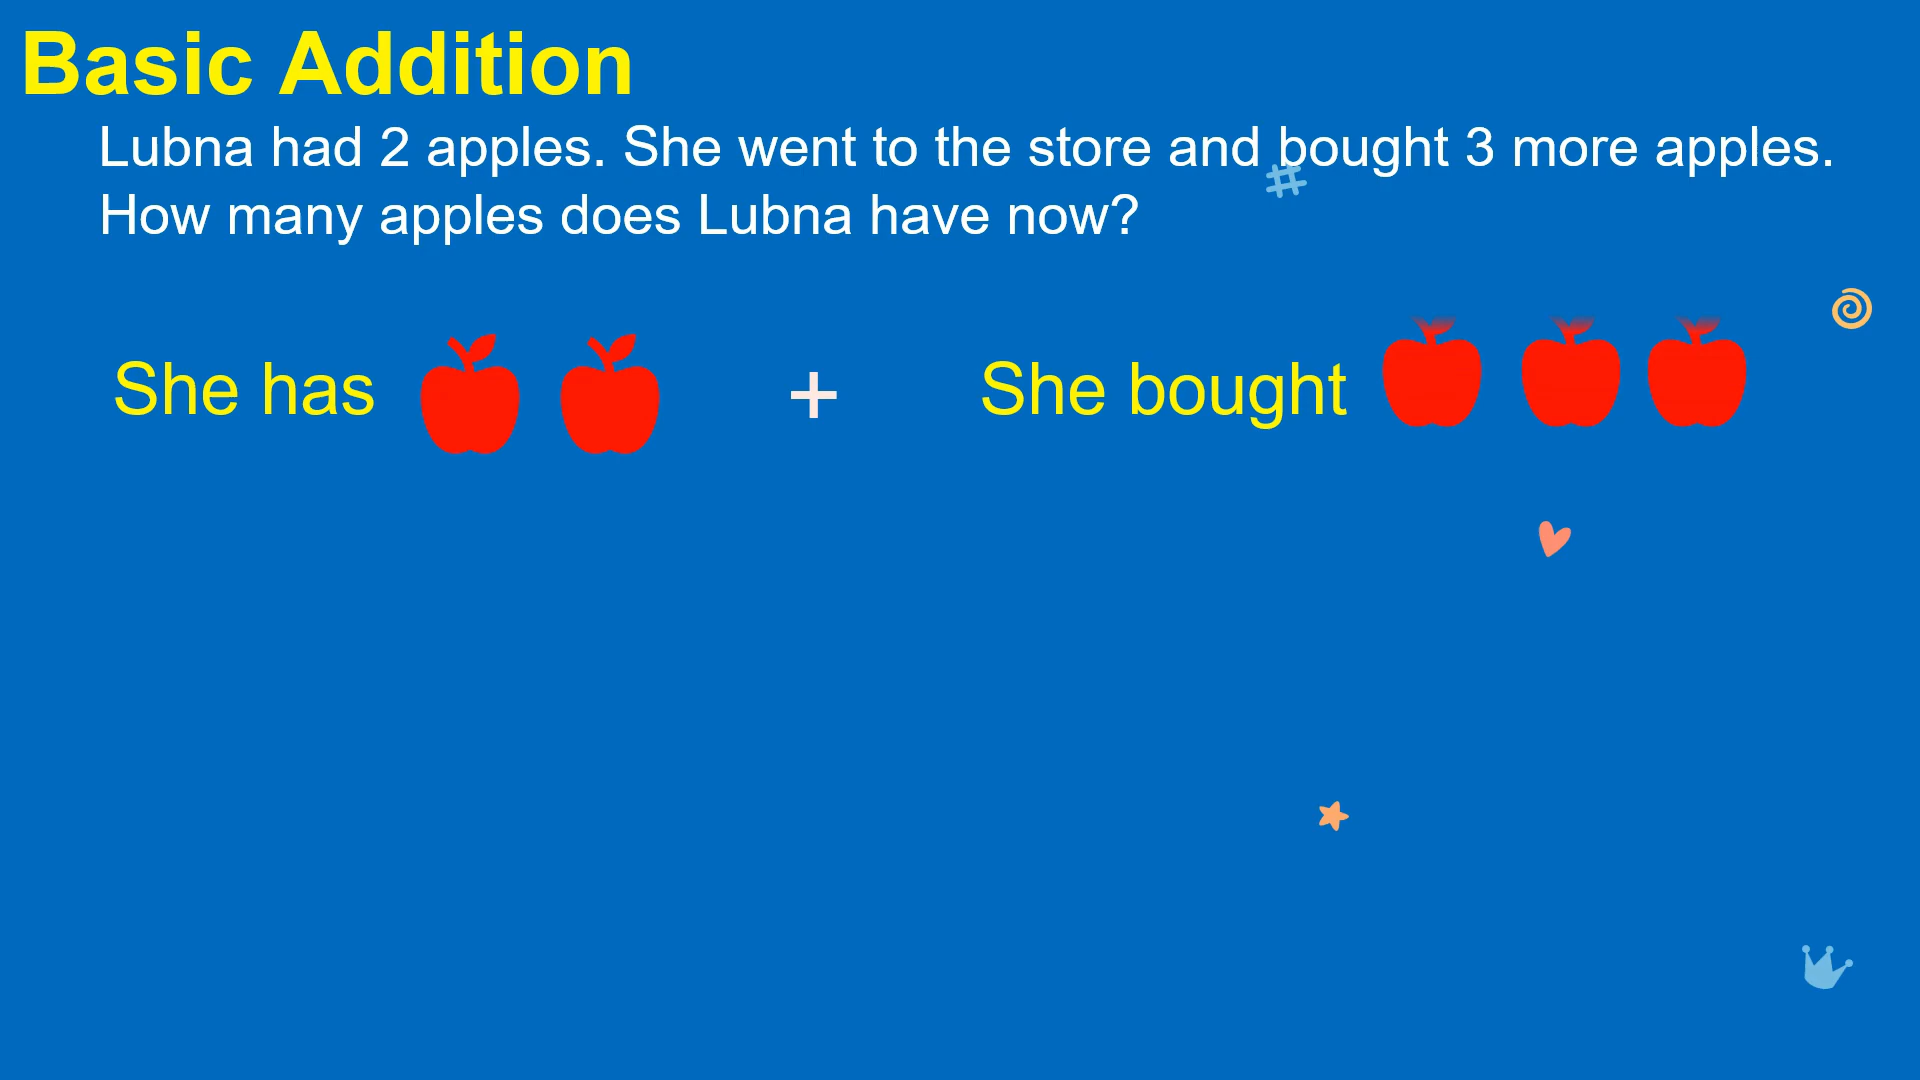 Basic Addition
Lubna had 2 apples. She went to the store and bought 3 more apples.
How many apples does Lubna have now?
She has + She bought